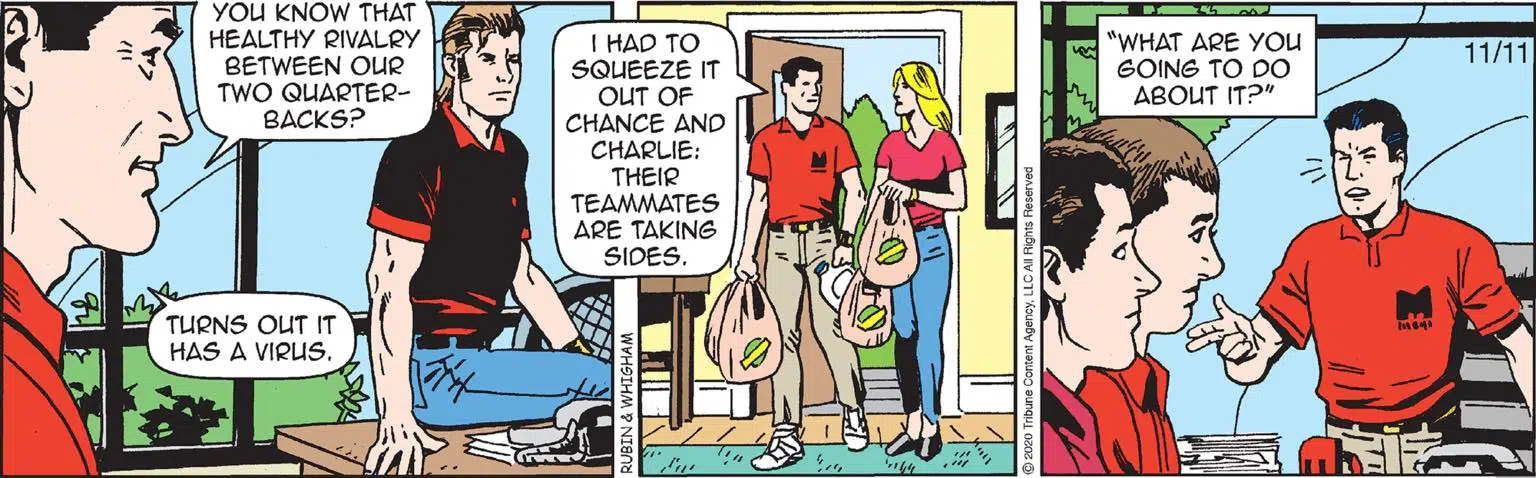 YOU KNOW THAT
HEALTHY RIVALRY
BETWEEN OUR
TWO QUARTER-
BACKS?
TURNS OUT IT
HAS A VIRUS.
RUBIN & WHIGHAM
I HAD TO
SQUEEZE IT
OUT OF
CHANCE AND
CHARLIE:
THEIR
TEAMMATES
ARE TAKING
SIDES.
© 2020 Tribune Content Agency, LLC All Rights Reserved
"WHAT ARE YOU
GOING TO DO
ABOUT IT?"
11/11
M
M
M